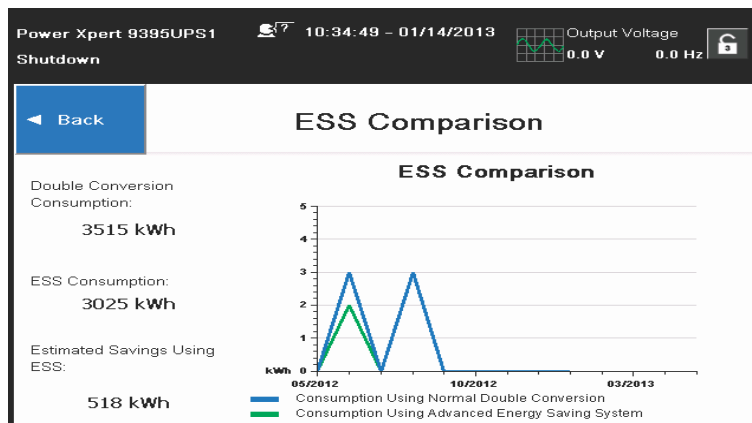 Power Xpert 9395UPS1
Shutdown
? 10:34:49 - 01/14/2013
Output Voltage
0.0 V 0.0 Hz
Back
ESS Comparison
Double Conversion
Consumption:
3515 kWh
ESS Consumption:
3025 kWh
Estimated Savings Using
ESS:
518 kWh
ESS Comparison
5
4
3
2
1
kWh 0
05/2012 10/2012 03/2013
Consumption Using Normal Double Conversion
Consumption Using Advanced Energy Saving System